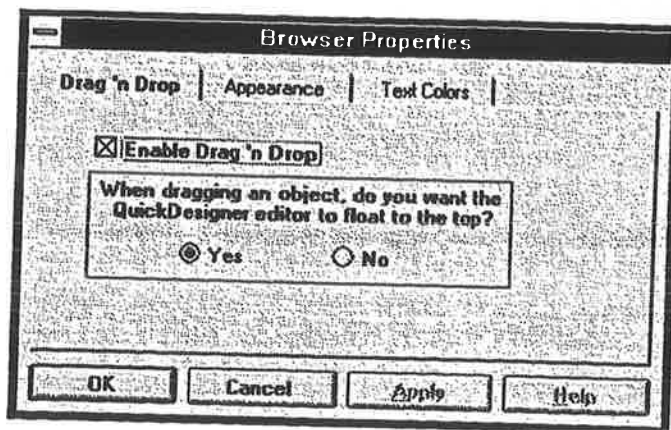 Browser Properties
Drag 'n Drop | Appearance | Text Colors |
Enable Drag 'n Drop
When dragging an object, do you want the
QuickDesigner editor to float to the top?
Yes No
OK Cancel Apply Help